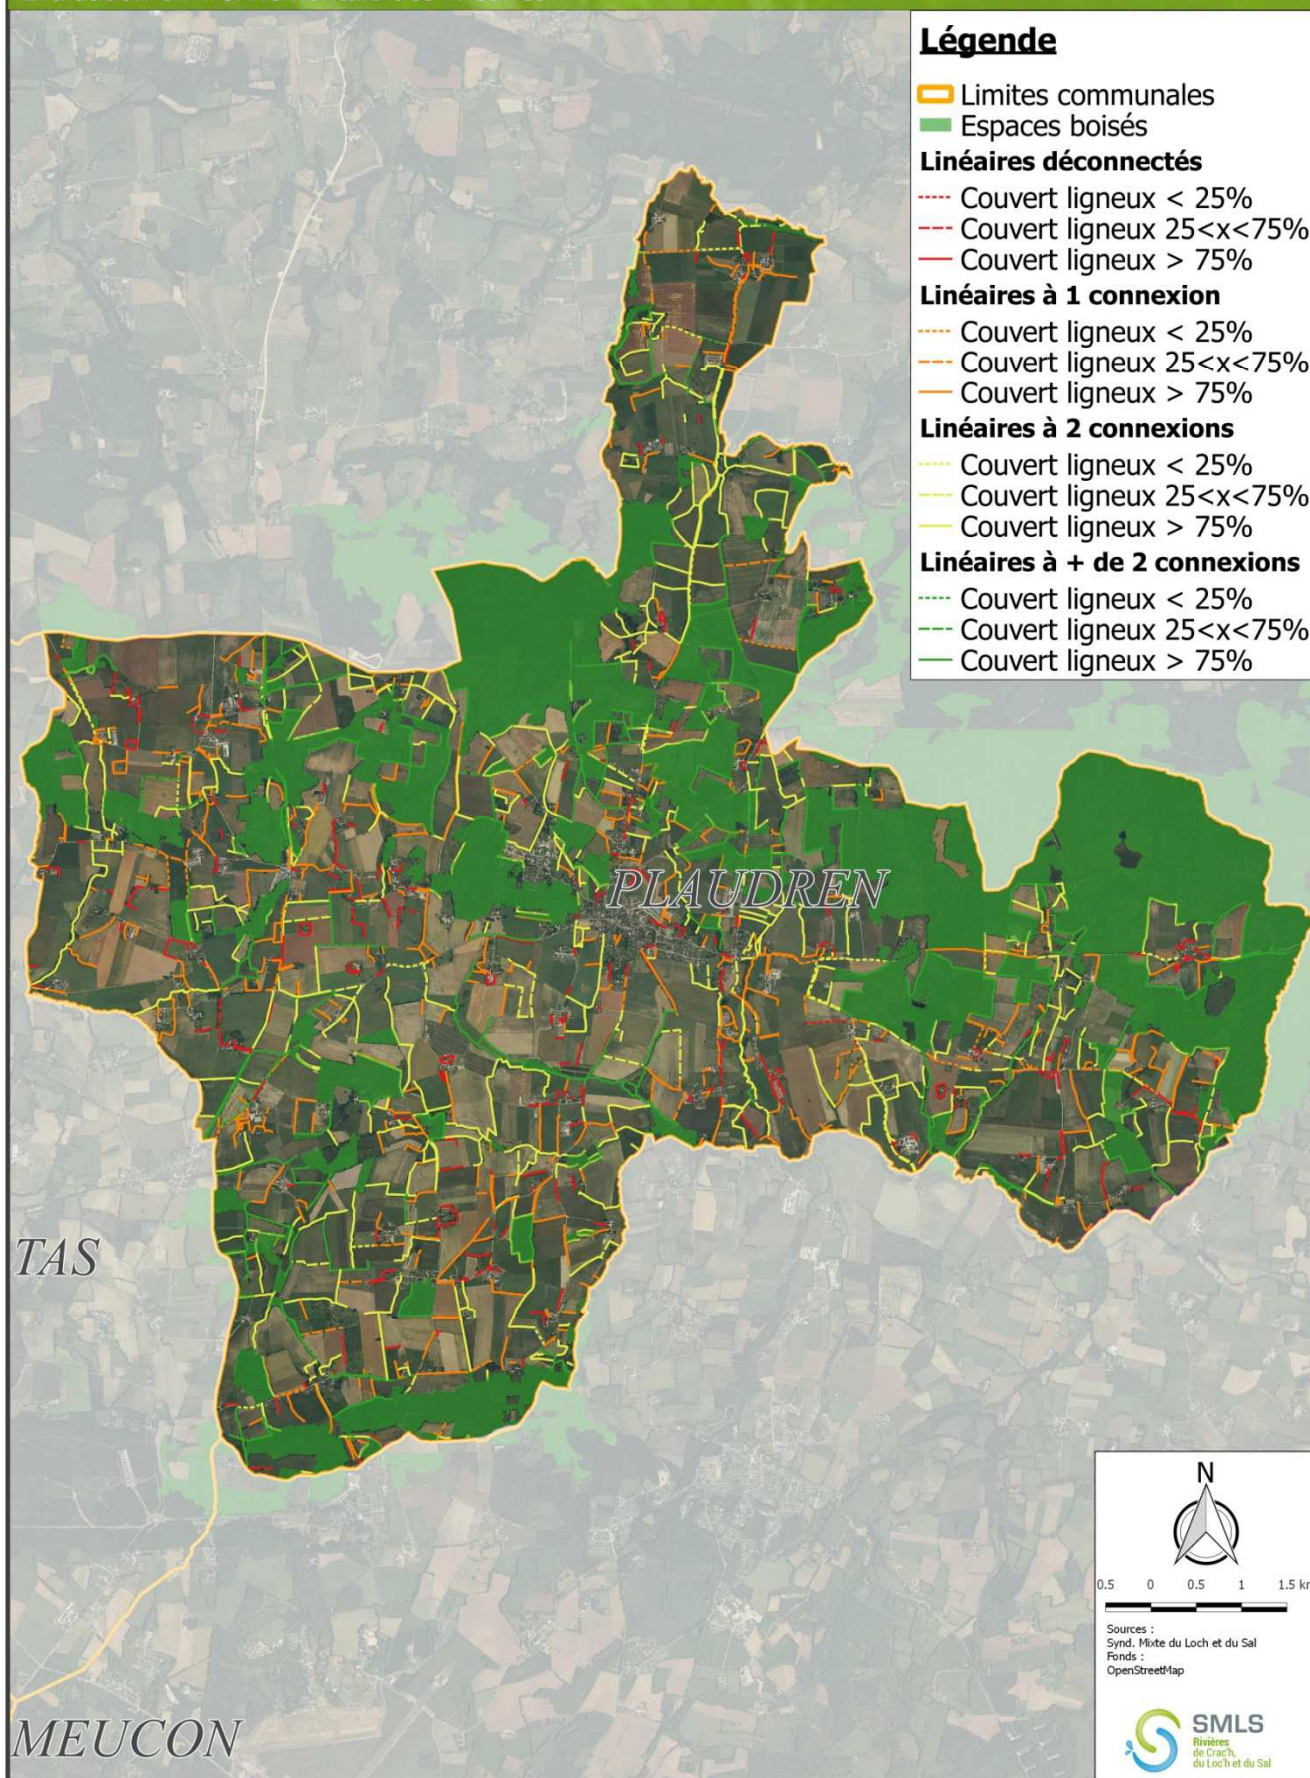 Légende
Limites communales
Espaces boisés
Linéaires déconnectés
Couvert ligneux < 25%
Couvert ligneux 25<x<75%
Couvert ligneux > 75%
Linéaires à 1 connexion
Couvert ligneux < 25%
Couvert ligneux 25<x<75%
Couvert ligneux > 75%
Linéaires à 2 connexions
Couvert ligneux < 25%
Couvert ligneux 25<x<75%
Couvert ligneux > 75%
Linéaires à + de 2 connexions
Couvert ligneux < 25%
Couvert ligneux 25<x<75%
Couvert ligneux > 75%
PLAUDREN
TAS
MEUCON
N
0.5 0 0.5 1 1.5 km
Sources :
Synd. Mixte du Loch et du Sal
Fonds :
OpenStreetMap
SMLS
Rivières
de Crac'h,
du Loc'h et du Sal